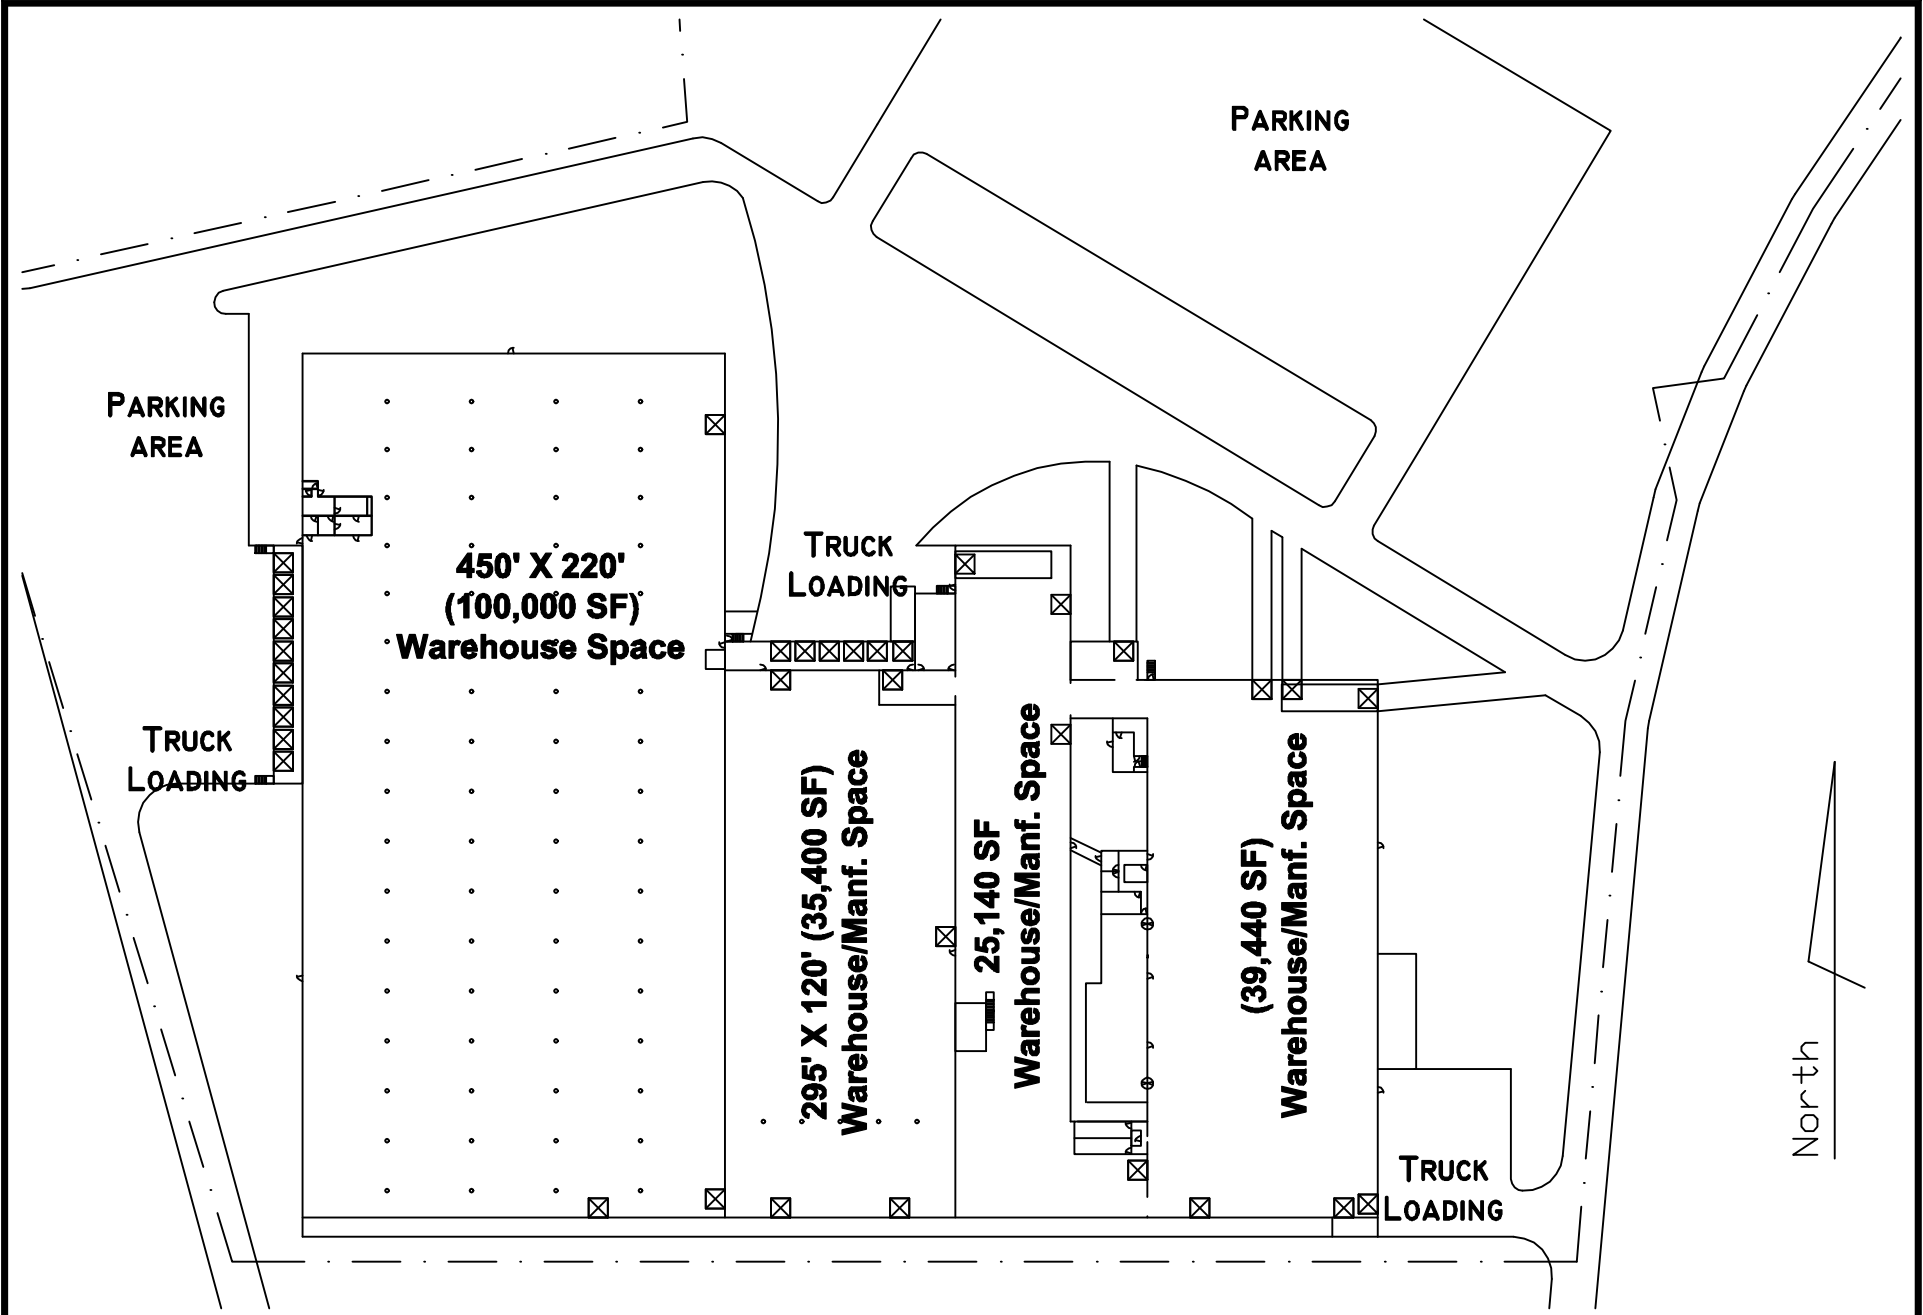 PARKING
AREA
PARKING
AREA
TRUCK
LOADING
450' X 220'
(100,000 SF)
Warehouse Space
TRUCK
LOADING
295' X 120' (35,400 SF)
Warehouse/Manf. Space
25,140 SF
Warehouse/Manf. Space
(39,440 SF)
Warehouse/Manf. Space
North
TRUCK
LOADING